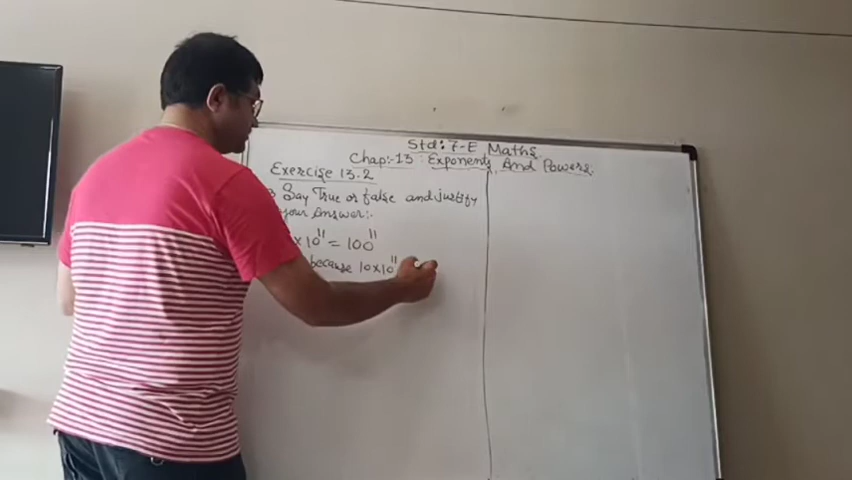 Std:- 7-E Maths
Chap:-13 Exponents And Powers.
Exercise 13.2
Say True or false and justify
your Answer:-
×10¹¹ = 100¹¹
because 10×10¹¹